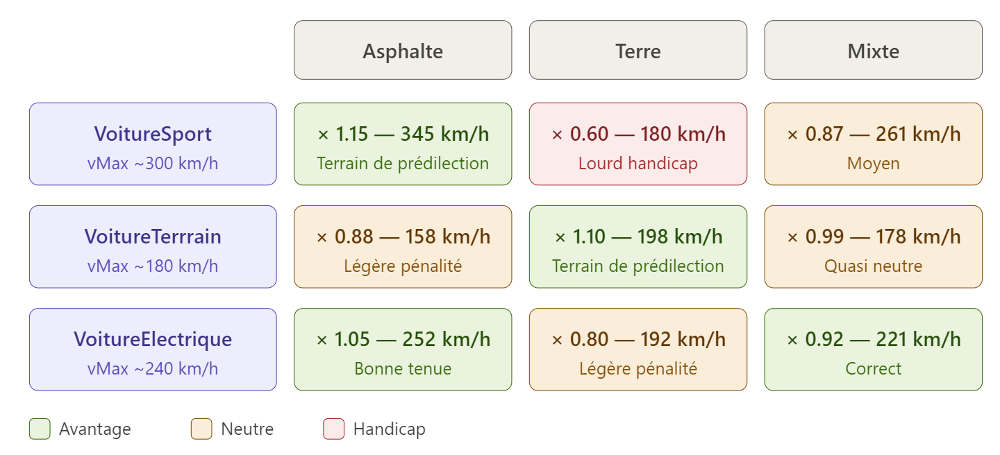 Asphalte
Terre
Mixte
VoitureSport
vMax ~300 km/h
× 1.15 — 345 km/h
Terrain de prédilection
× 0.60 — 180 km/h
Lourd handicap
× 0.87 — 261 km/h
Moyen
VoitureTerrrain
vMax ~180 km/h
× 0.88 — 158 km/h
Légère pénalité
× 1.10 — 198 km/h
Terrain de prédilection
× 0.99 — 178 km/h
Quasi neutre
VoitureElectrique
vMax ~240 km/h
× 1.05 — 252 km/h
Bonne tenue
× 0.80 — 192 km/h
Légère pénalité
× 0.92 — 221 km/h
Correct
Avantage
Neutre
Handicap